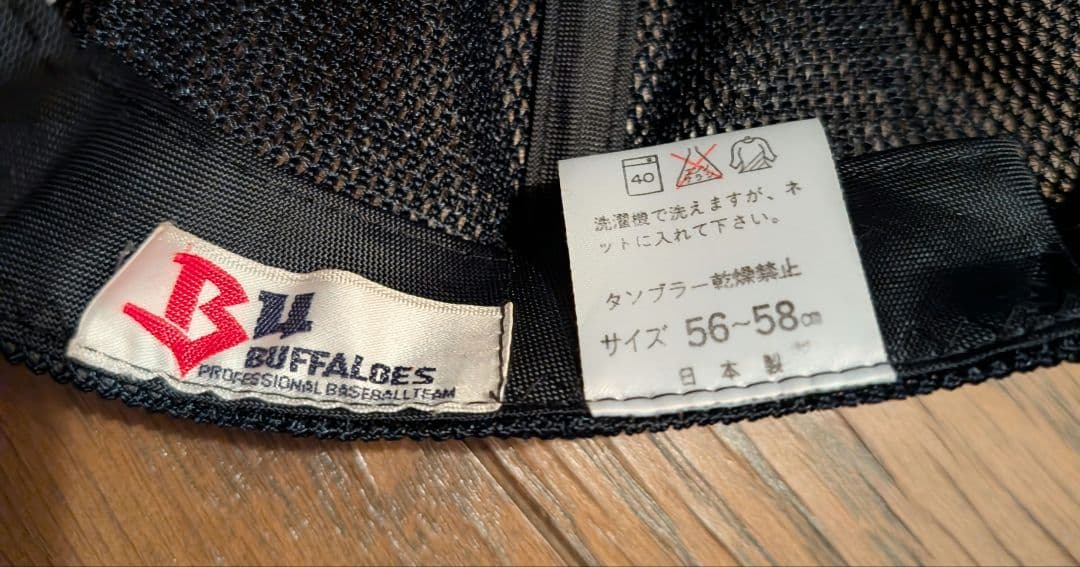 Bu
BUFFALOES
PROFESSIONAL BASEBALL TEAM
40
洗濯機で洗えますが、ネ
ットに入れて下さい。
タンブラー乾燥禁止
サイズ 56~58cm
日本製